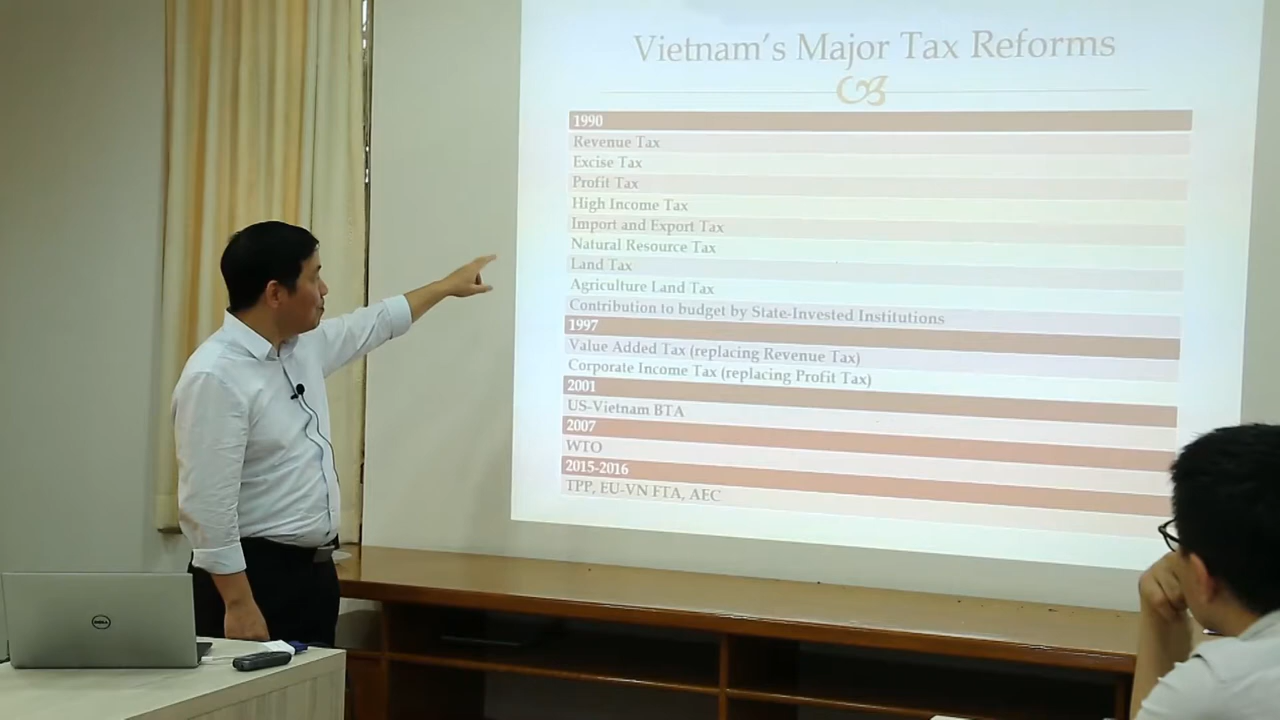 Vietnam's Major Tax Reforms
1990
Revenue Tax
Excise Tax
Profit Tax
High Income Tax
Import and Export Tax
Natural Resource Tax
Land Tax
Agriculture Land Tax
Contribution to budget by State-Invested Institutions
1997
Value Added Tax (replacing Revenue Tax)
Corporate Income Tax (replacing Profit Tax)
2001
US-Vietnam BTA
2007
WTO
2015-2016
TPP, EU-VN FTA, AEC
DELL